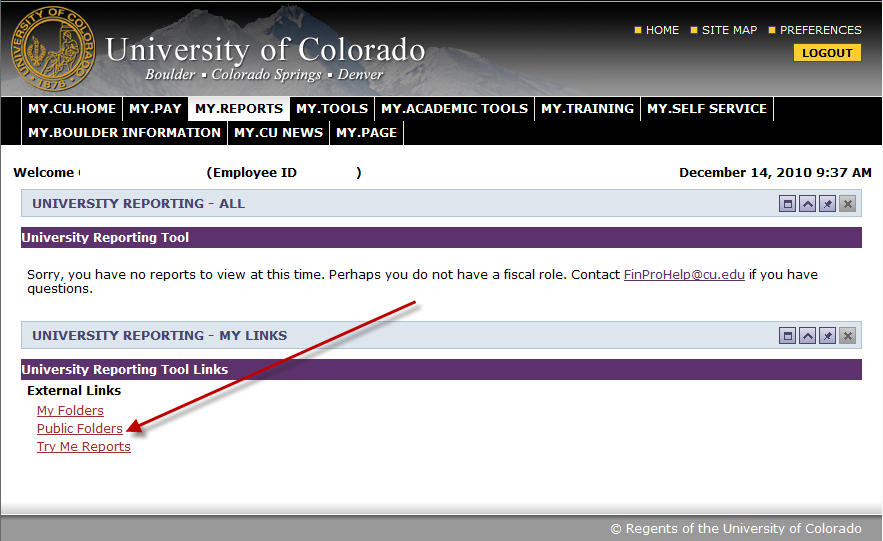 HOME SITE MAP PREFERENCES
LOGOUT
University of Colorado
Boulder ▪ Colorado Springs ▪ Denver
MY.CU.HOME MY.PAY MY.REPORTS MY.TOOLS MY.ACADEMIC TOOLS MY.TRAINING MY.SELF SERVICE
MY.BOULDER INFORMATION MY.CU NEWS MY.PAGE
Welcome (Employee ID ) December 14, 2010 9:37 AM
UNIVERSITY REPORTING - ALL
University Reporting Tool
Sorry, you have no reports to view at this time. Perhaps you do not have a fiscal role. Contact FinProHelp@cu.edu if you have
questions.
UNIVERSITY REPORTING - MY LINKS
University Reporting Tool Links
External Links
My Folders
Public Folders
Try Me Reports
© Regents of the University of Colorado